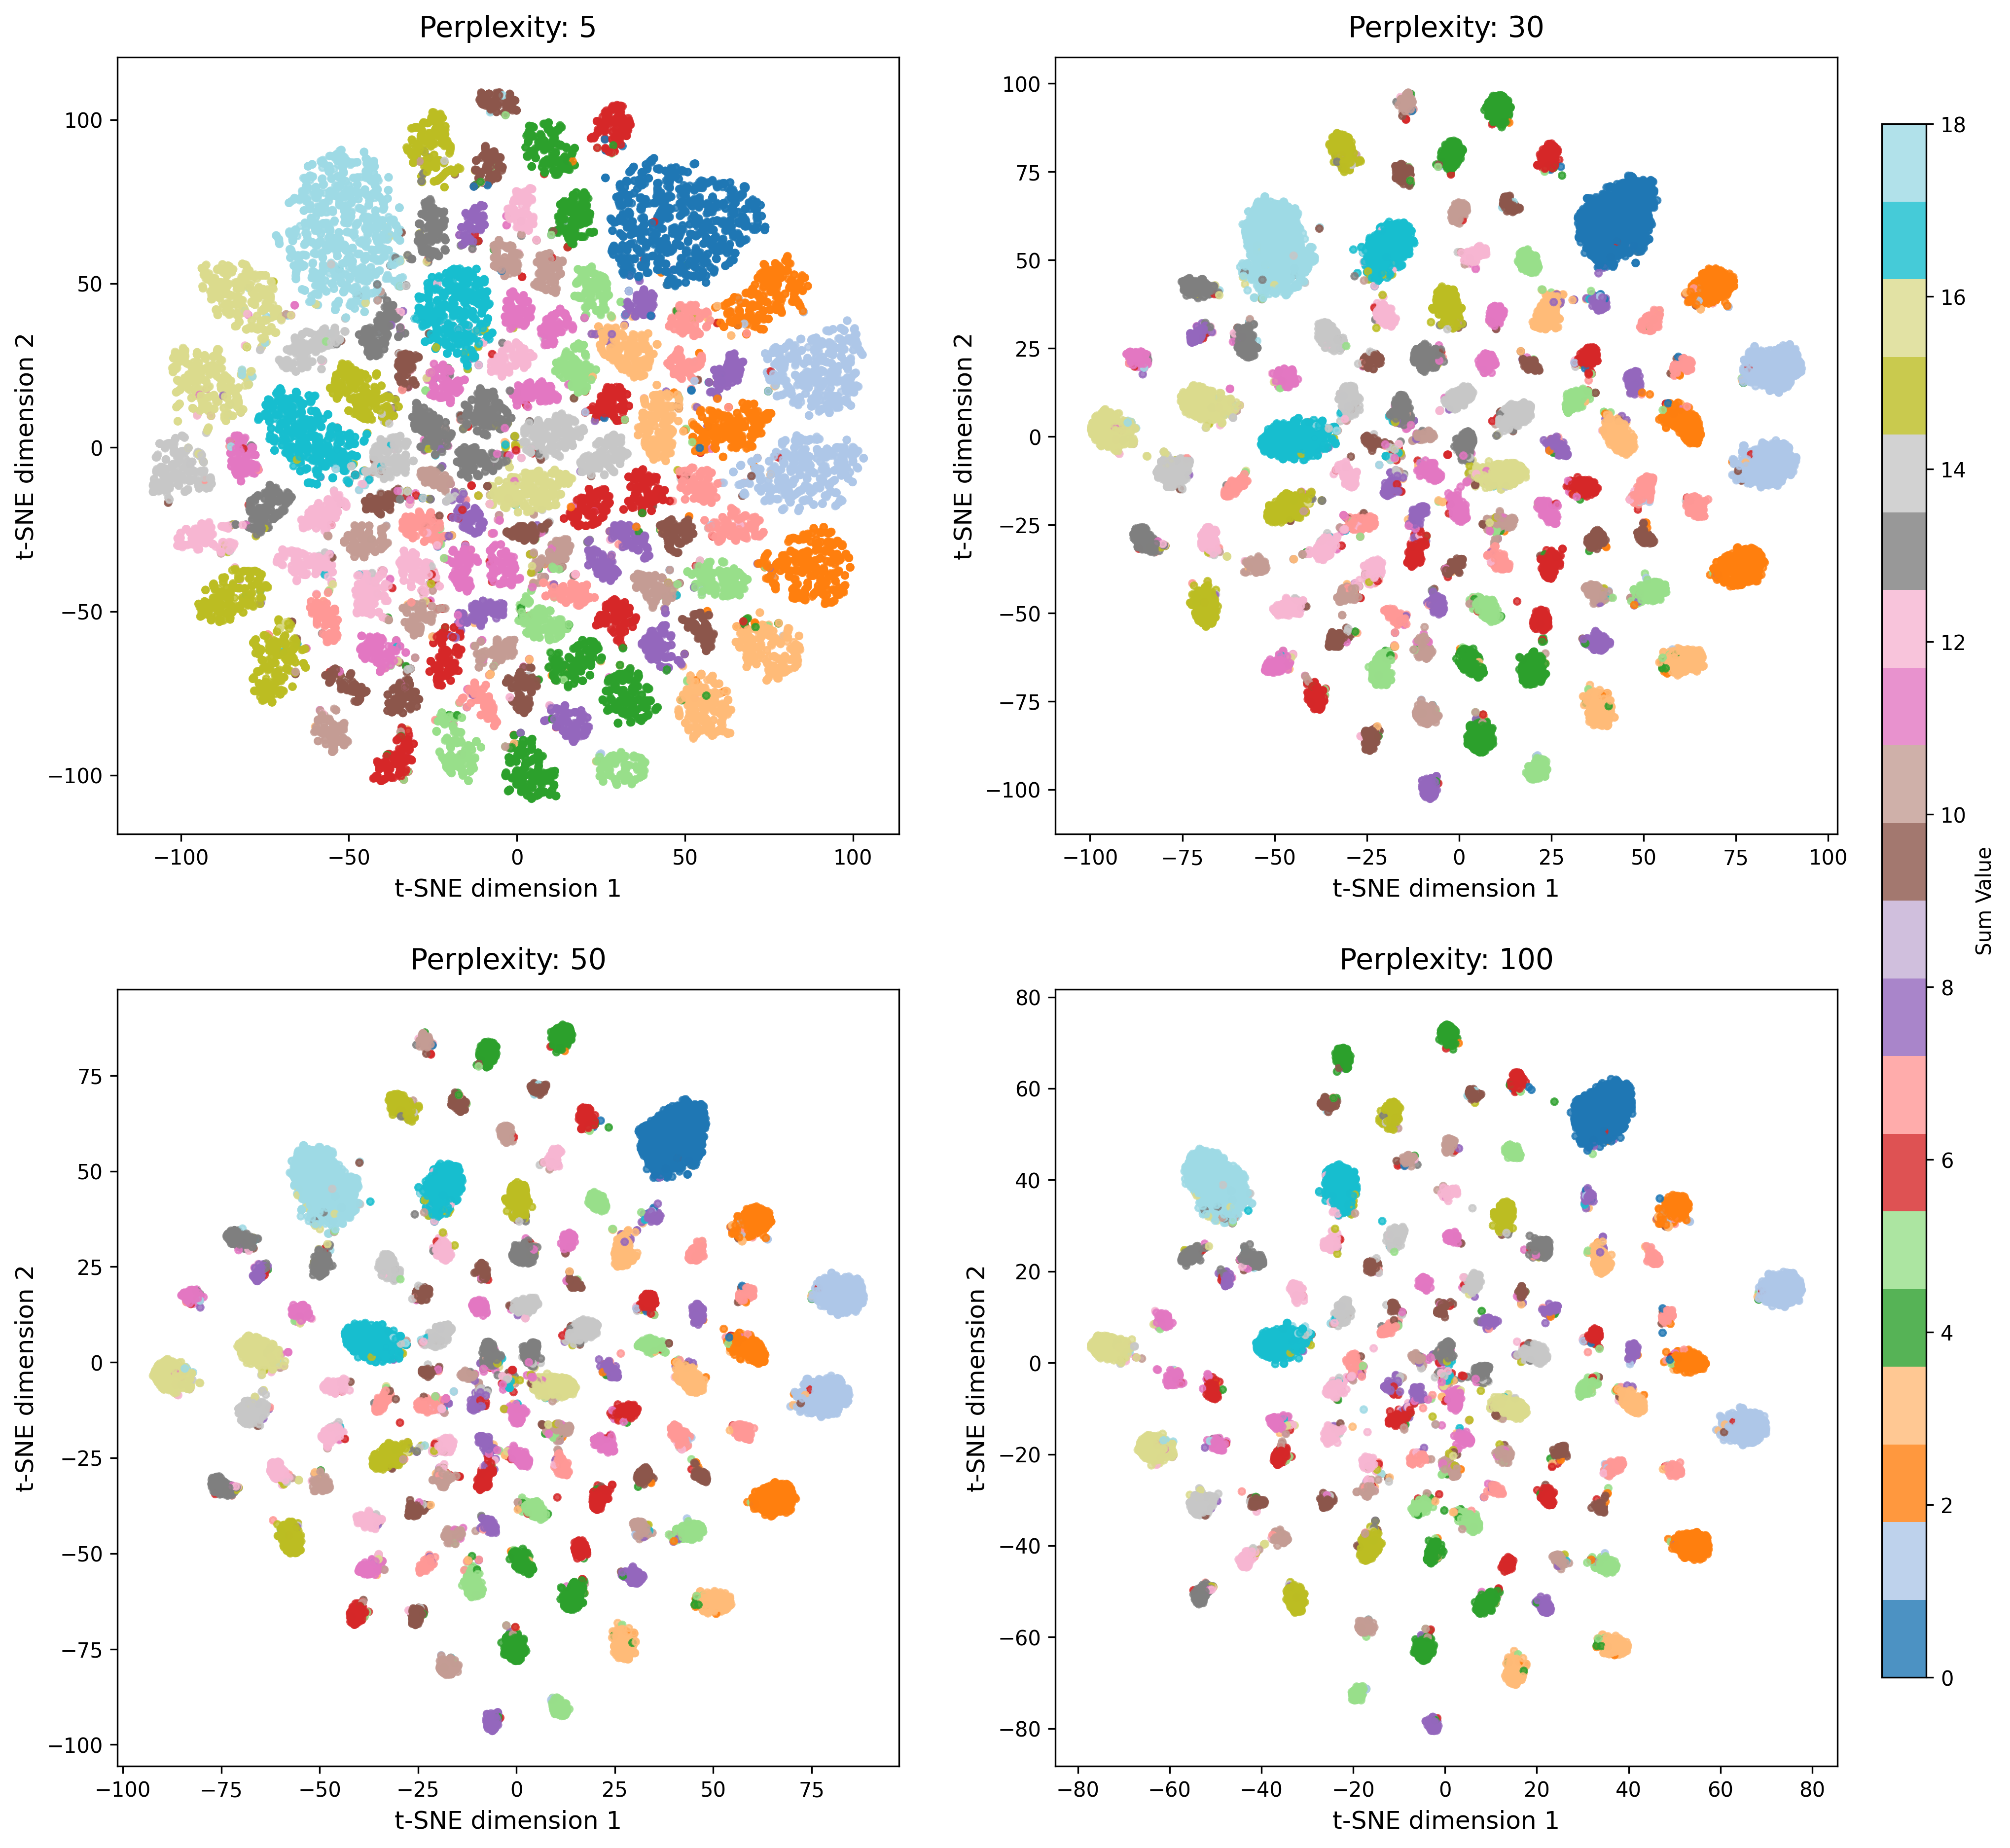 Perplexity: 5
100
50
0
−50
−100
t-SNE dimension 2
−100 −50 0 50 100
t-SNE dimension 1
Perplexity: 30
100
75
50
25
0
−25
−50
−75
−100
t-SNE dimension 2
−100 −75 −50 −25 0 25 50 75 100
t-SNE dimension 1
Perplexity: 50
75
50
25
0
−25
−50
−75
−100
t-SNE dimension 2
−100 −75 −50 −25 0 25 50 75
t-SNE dimension 1
Perplexity: 100
80
60
40
20
0
−20
−40
−60
−80
t-SNE dimension 2
−80 −60 −40 −20 0 20 40 60 80
t-SNE dimension 1
18
16
14
12
10
8
6
4
2
0
Sum Value